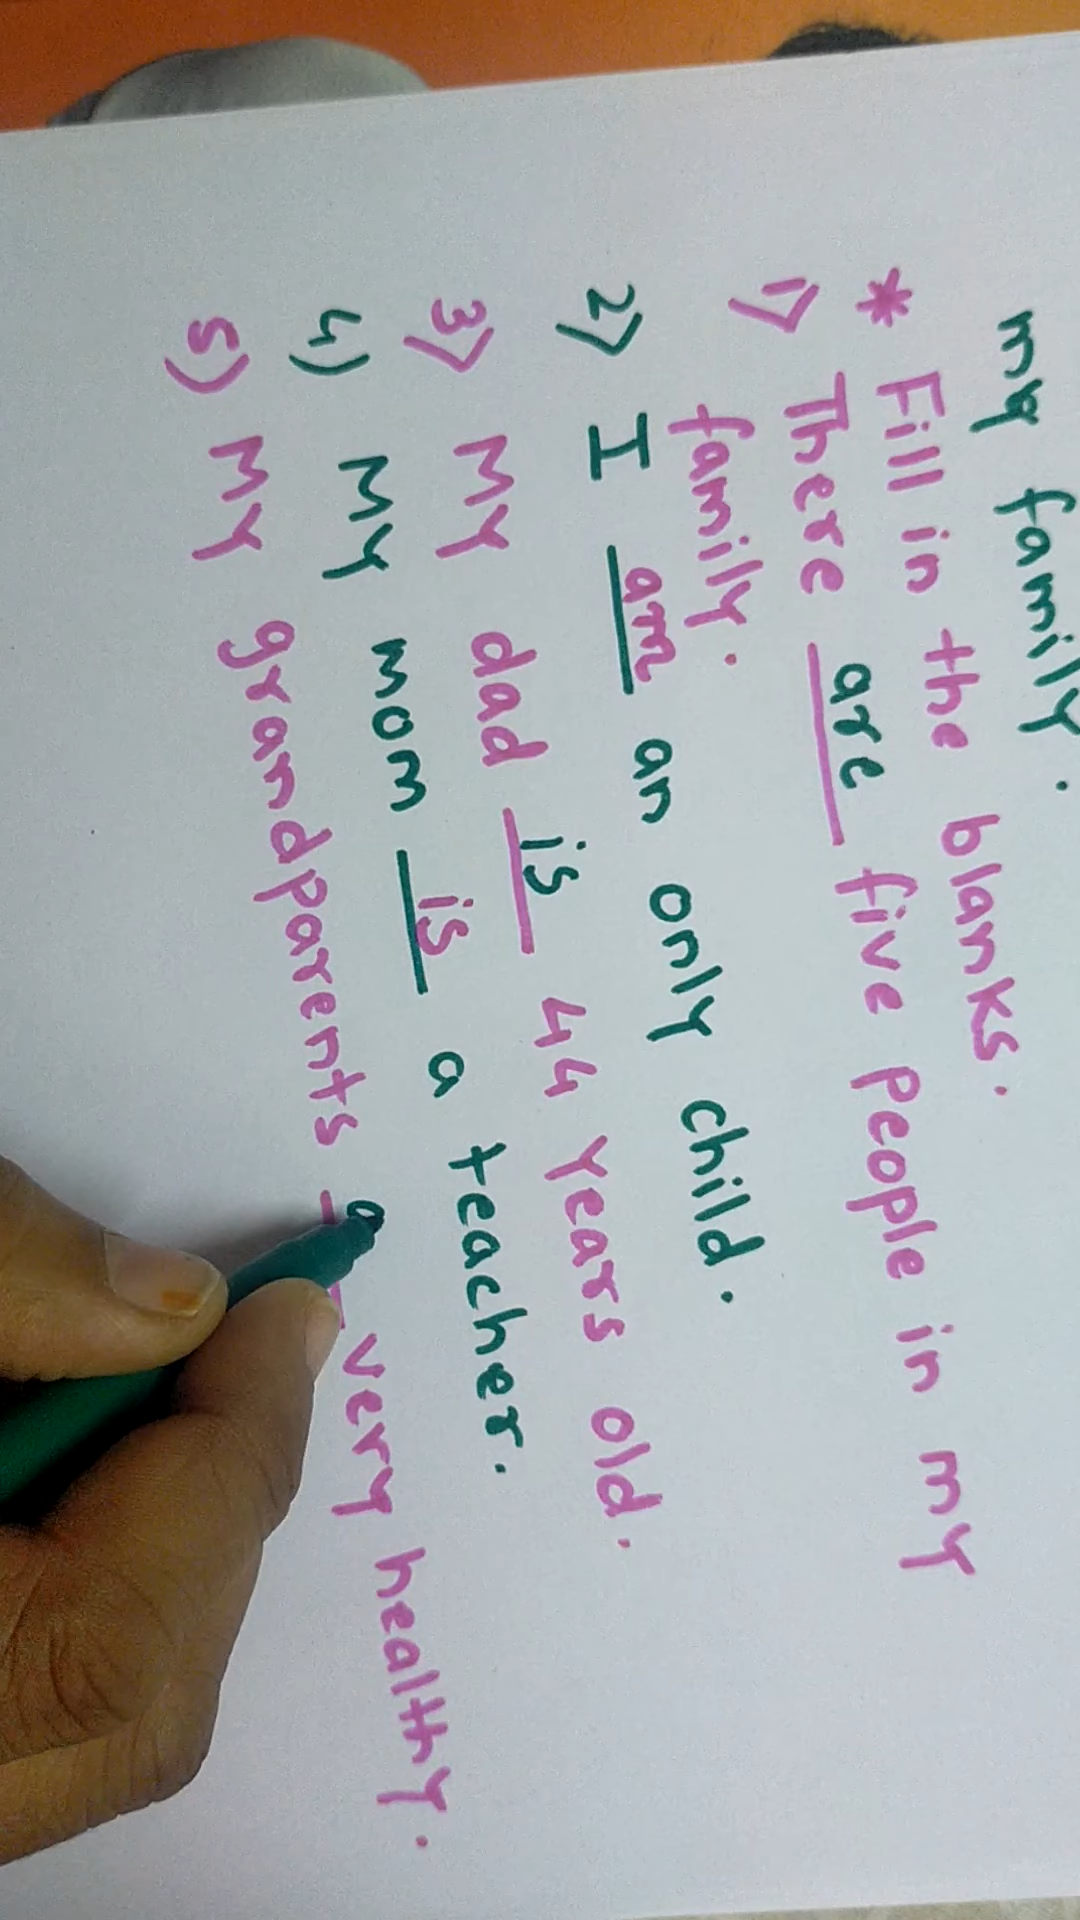 my family.
* Fill in the blanks.
1) There are five people in my
family.
2) I am an only child.
3) My dad is 44 years old.
4) My mom is a teacher.
5) My grandparents a very healthy.